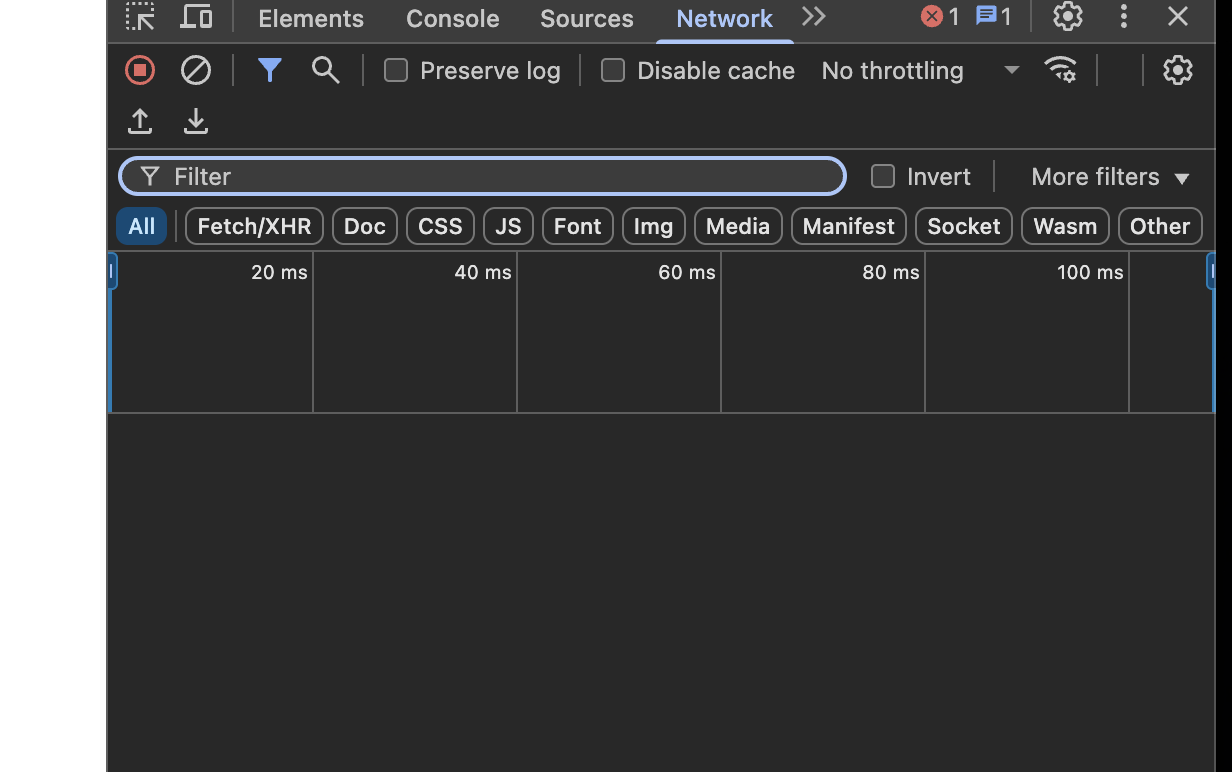 Elements Console Sources Network 1 1
Preserve log Disable cache No throttling
Filter Invert More filters
All Fetch/XHR Doc CSS JS Font Img Media Manifest Socket Wasm Other
20 ms 40 ms 60 ms 80 ms 100 ms